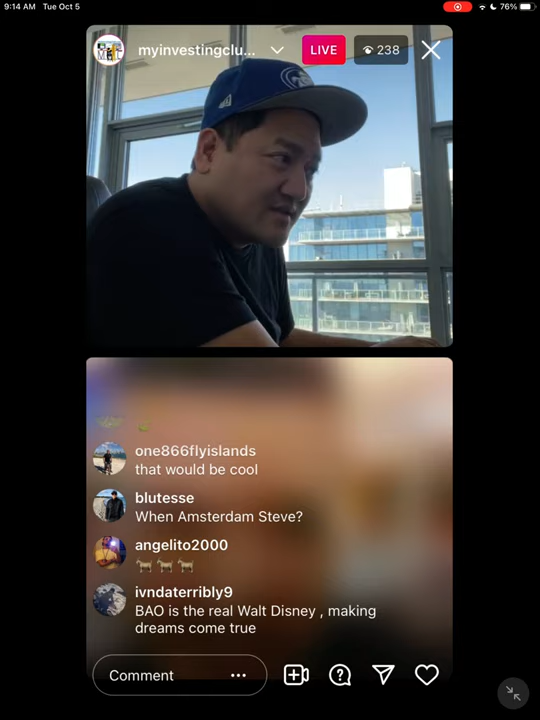 9:14 AM Tue Oct 5
76%
myinvestingclu...
LIVE
238
one866flyislands
that would be cool
blutesse
When Amsterdam Steve?
angelito2000
ivndaterribly9
BAO is the real Walt Disney , making
dreams come true
Comment